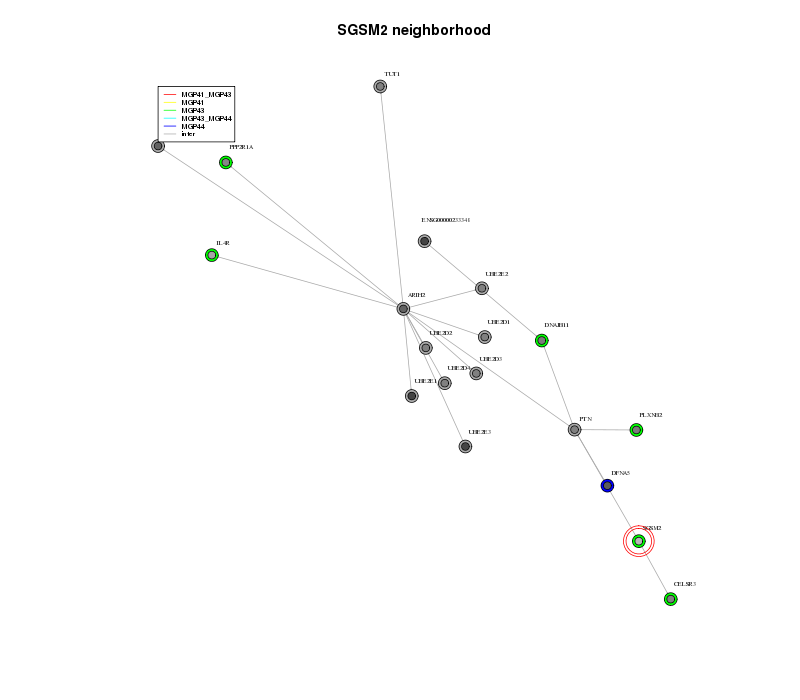 SGSM2 neighborhood
TUT1
MGP41_MGP43
MGP41
MGP43
MGP43_MGP44
MGP44
inter
PPP2R1A
ENSG00000233341
IL4R
UBE2E2
ARIH2
UBE2D1
DNAJB11
UBE2D2
UBE2D3
UBE2D4
UBE2E1
PLXNB2
PTN
UBE2E3
DFNA5
SGSM2
CELSR3